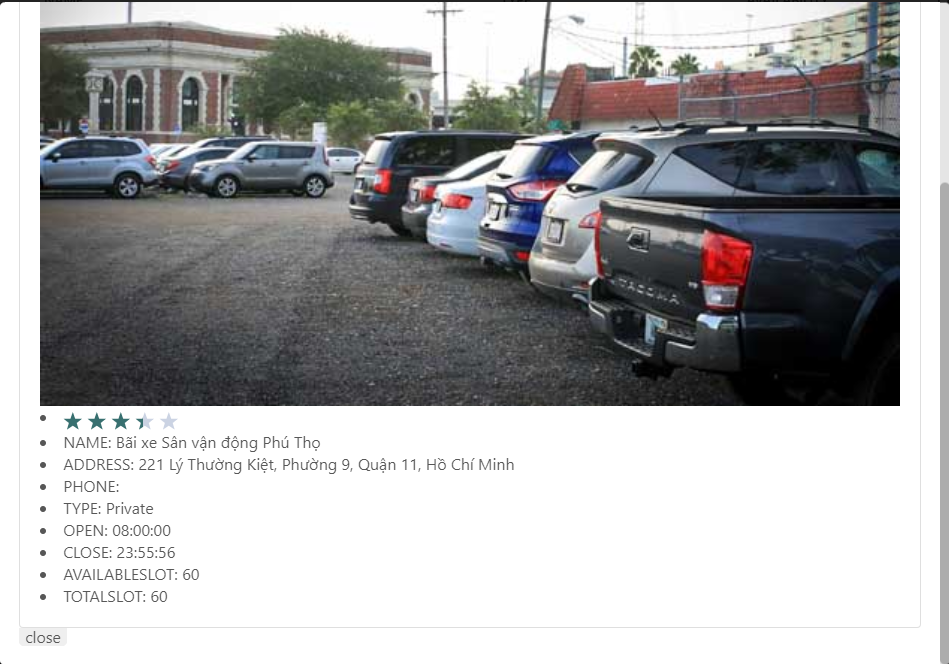 TACOMA
NAME: Bãi xe Sân vận động Phú Thọ
ADDRESS: 221 Lý Thường Kiệt, Phường 9, Quận 11, Hồ Chí Minh
PHONE:
TYPE: Private
OPEN: 08:00:00
CLOSE: 23:55:56
AVAILABLESLOT: 60
TOTALSLOT: 60
close